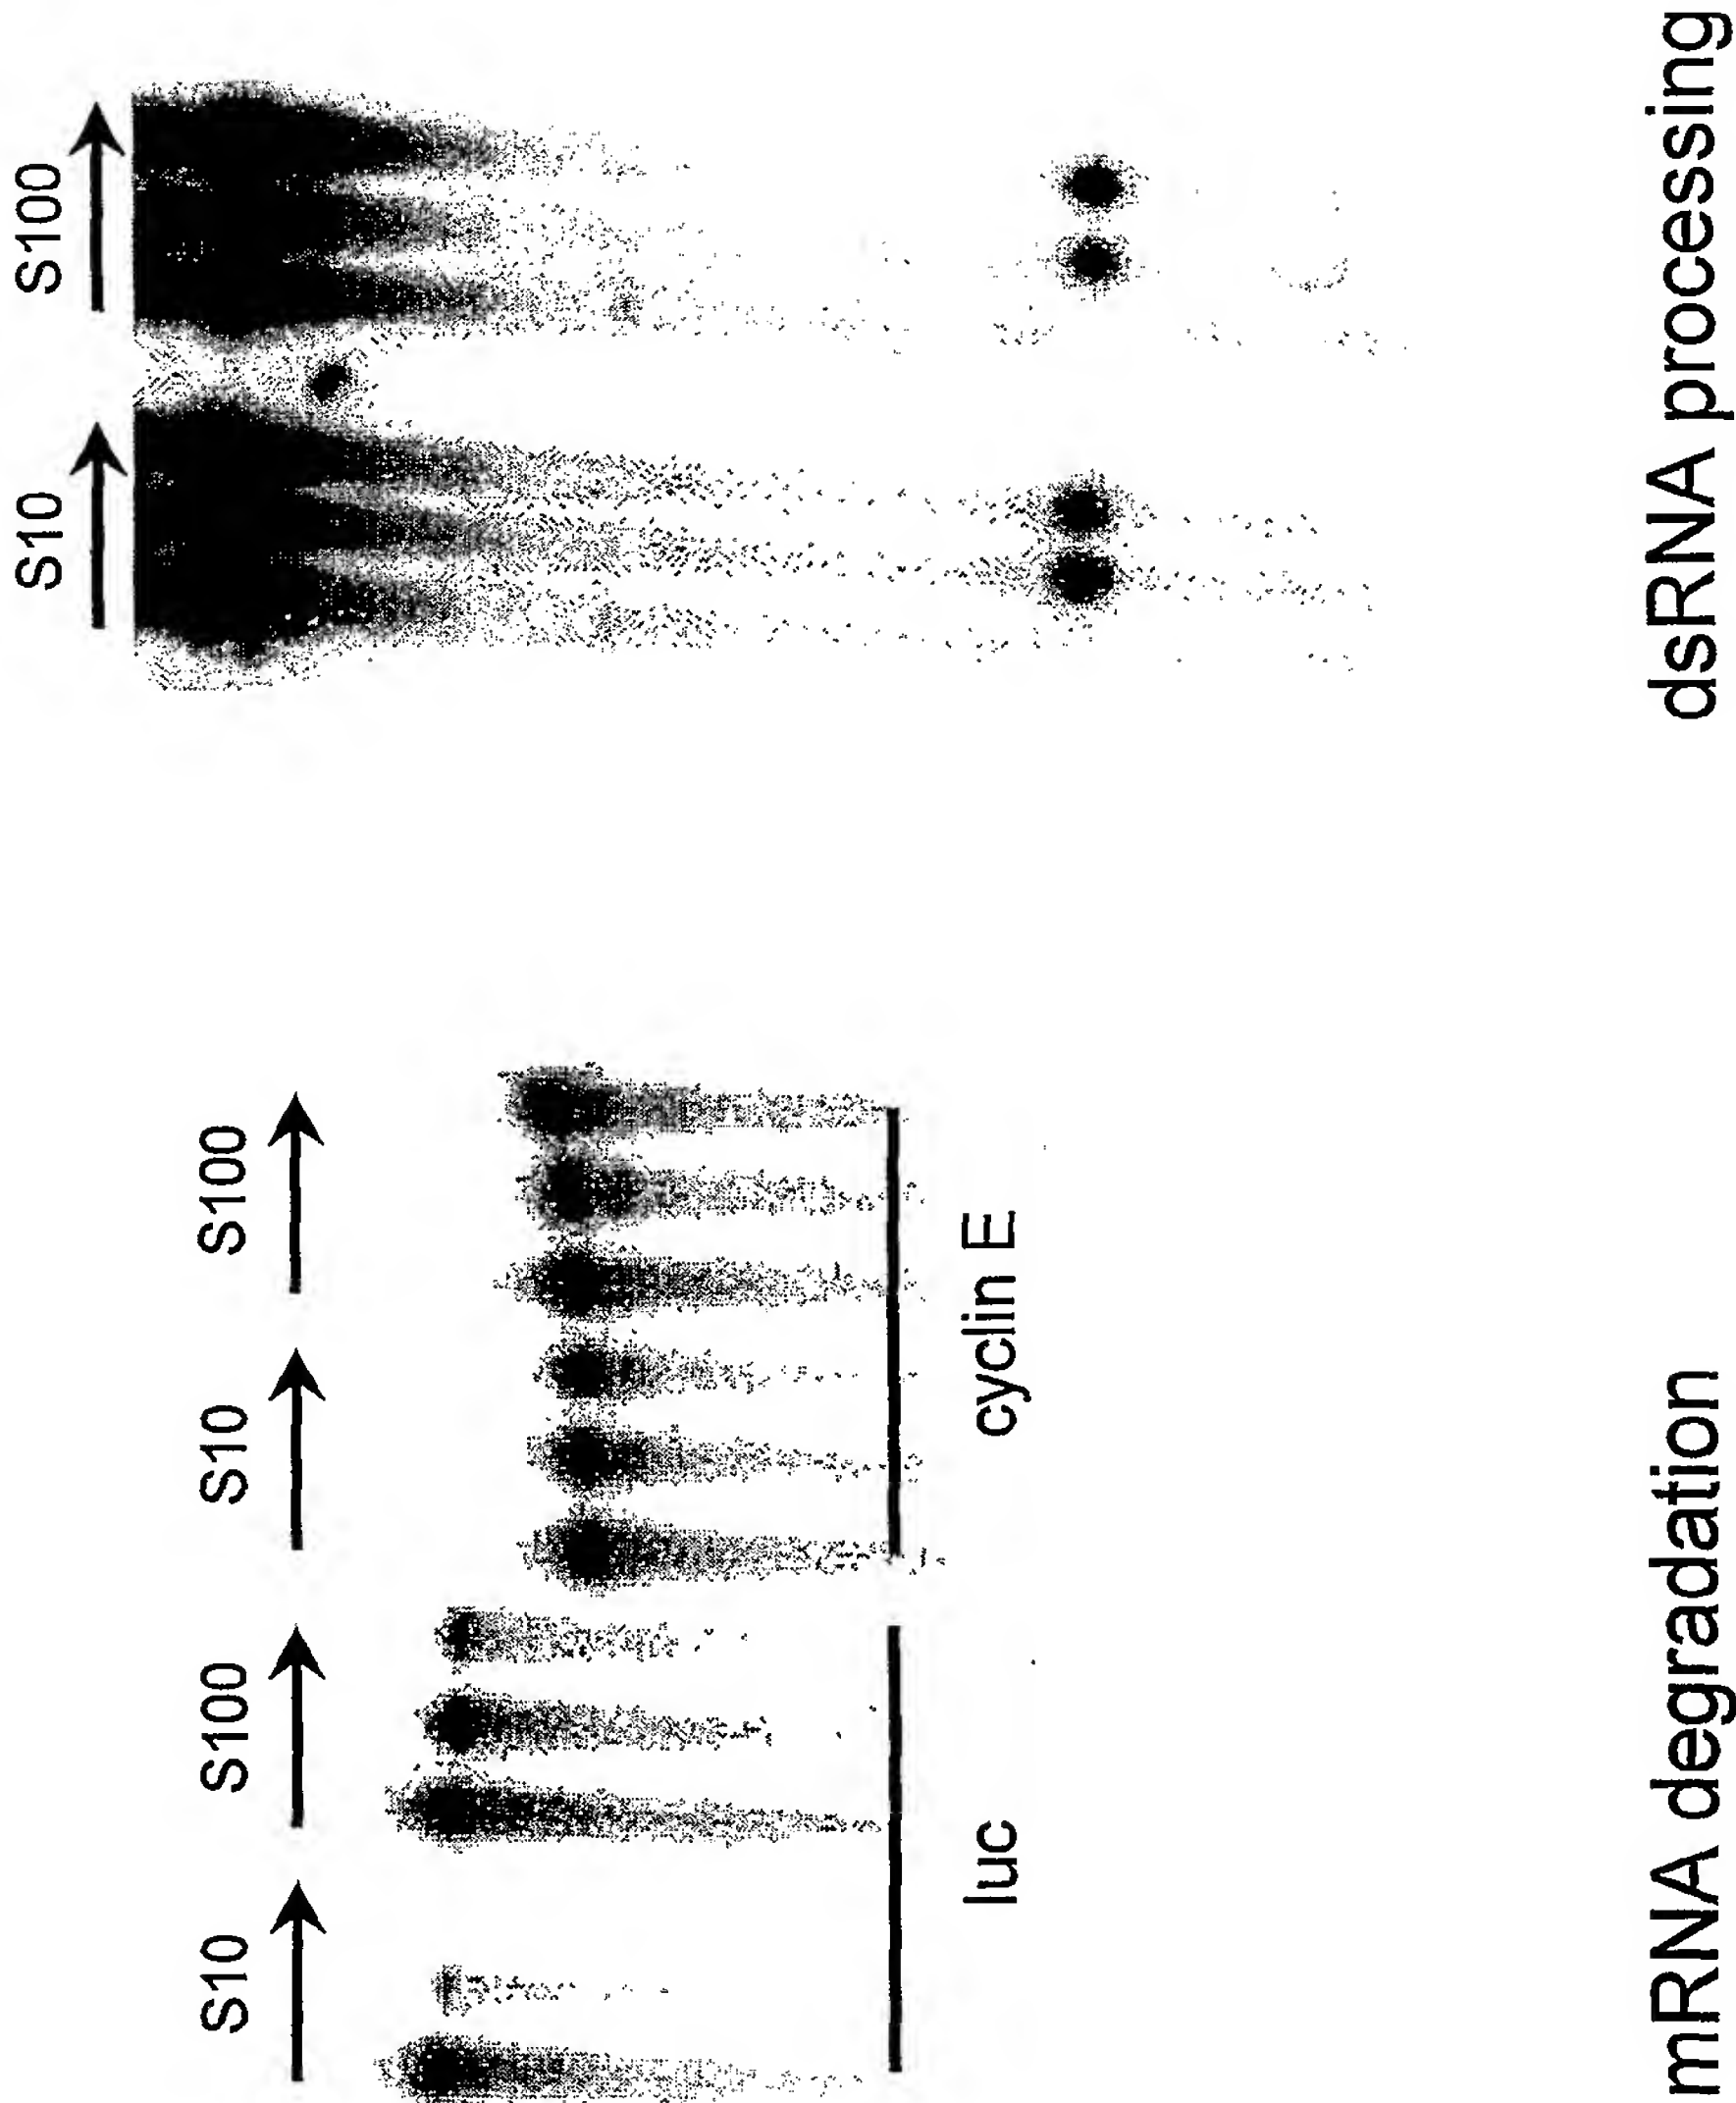 S10
S100
S10
S100
luc
cyclin E
mRNA degradation
S10
S100
dsRNA processing